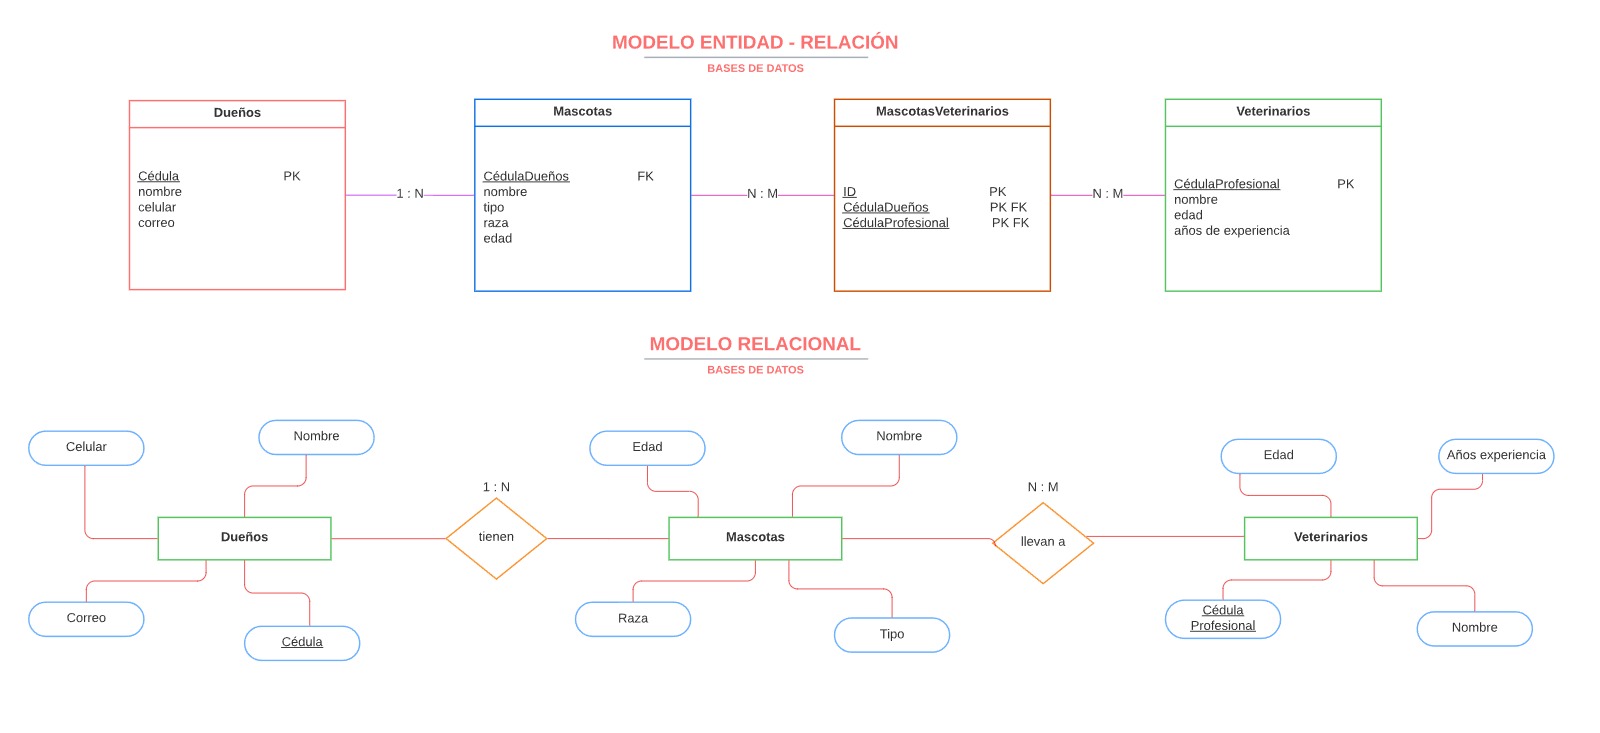 MODELO ENTIDAD - RELACIÓN
BASES DE DATOS
Dueños
Cédula PK
nombre
celular
correo
1 : N
Mascotas
CédulaDueños FK
nombre
tipo
raza
edad
N : M
MascotasVeterinarios
ID PK
CédulaDueños PK FK
CédulaProfesional PK FK
N : M
Veterinarios
CédulaProfesional PK
nombre
edad
años de experiencia
MODELO RELACIONAL
BASES DE DATOS
Celular
Nombre
Dueños
Correo
Cédula
1 : N
tienen
Edad
Nombre
Mascotas
Raza
Tipo
N : M
llevan a
Edad
Años experiencia
Veterinarios
Cédula
Profesional
Nombre